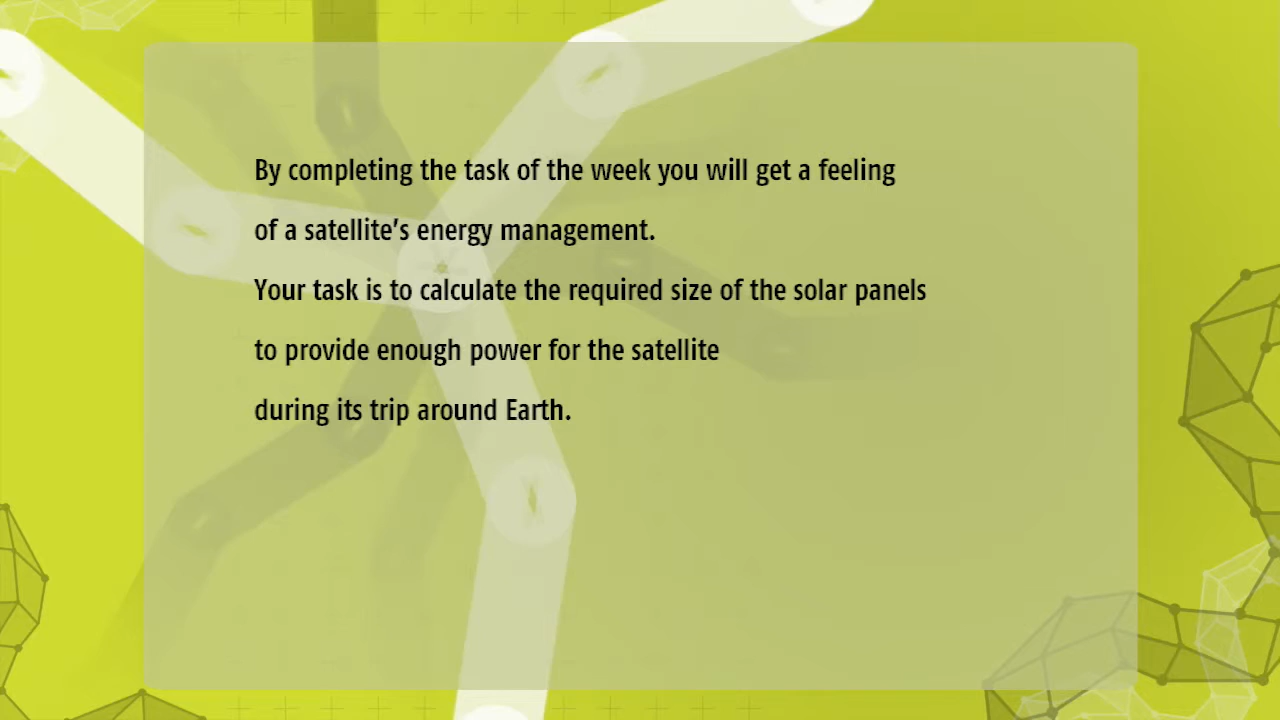 By completing the task of the week you will get a feeling
of a satellite's energy management.
Your task is to calculate the required size of the solar panels
to provide enough power for the satellite
during its trip around Earth.